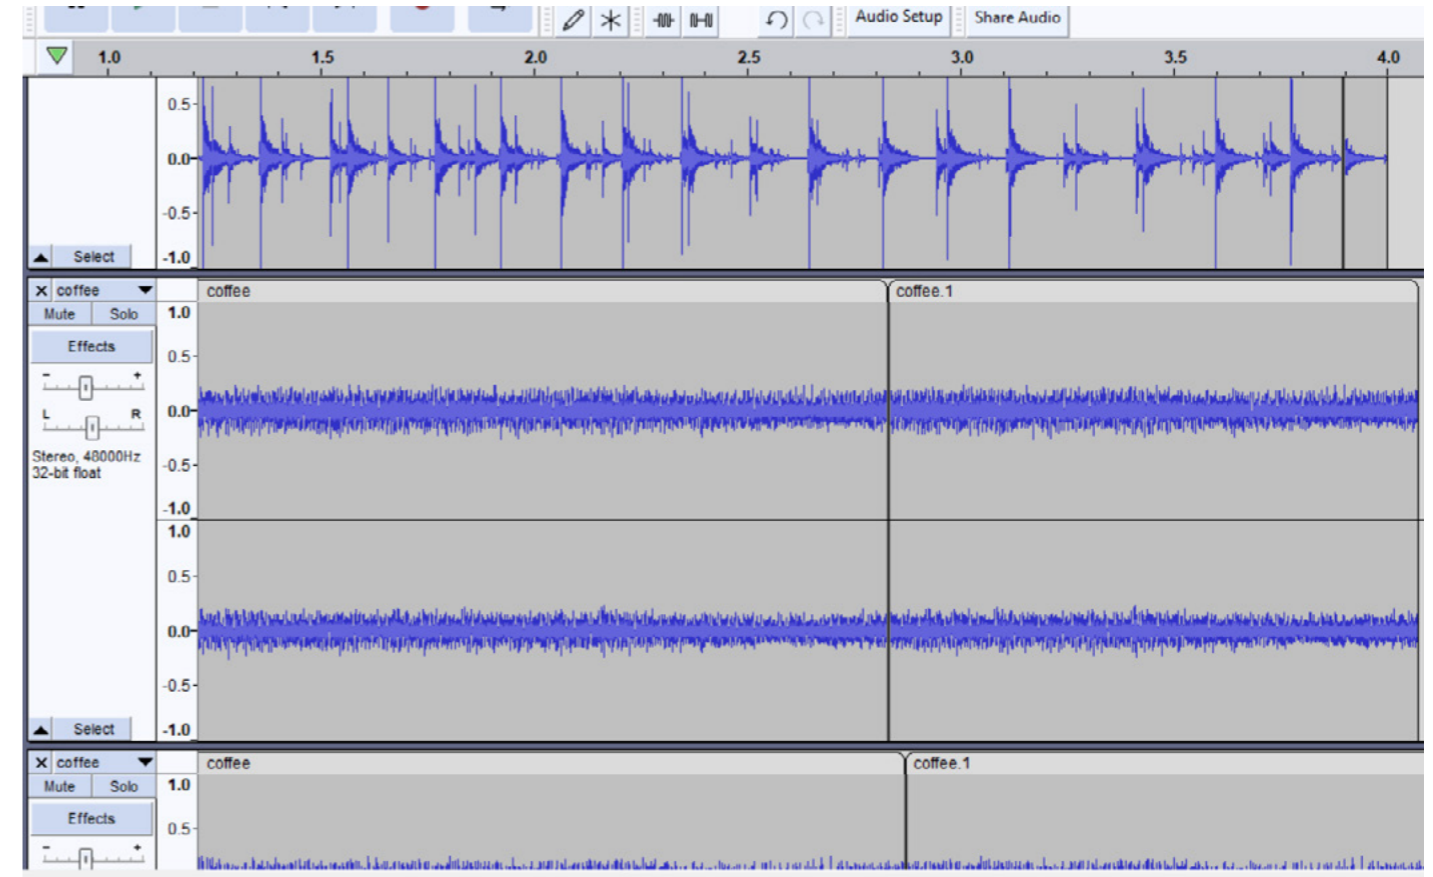 Audio Setup Share Audio
1.0 1.5 2.0 2.5 3.0 3.5 4.0
0.5
0.0
-0.5
-1.0
Select
coffee
coffee
coffee.1
Mute Solo
1.0
Effects
0.5
- +
0.0
L R
Stereo, 48000Hz
32-bit float
-0.5
-1.0
1.0
0.5
0.0
-0.5
Select
-1.0
coffee
coffee
coffee.1
Mute Solo
1.0
Effects
0.5
- +